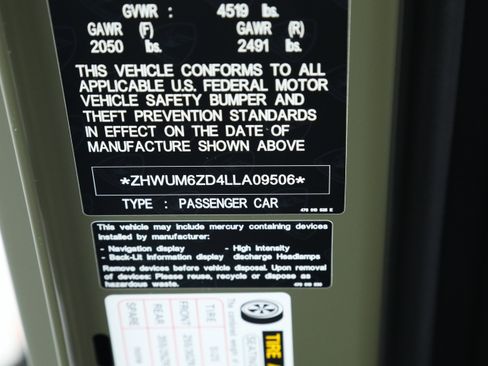 GVWR : 4519 lbs.
GAWR (F) GAWR (R)
2050 lbs. 2491 lbs.
THIS VEHICLE CONFORMS TO ALL
APPLICABLE U.S. FEDERAL MOTOR
VEHICLE SAFETY BUMPER AND
THEFT PREVENTION STANDARDS
IN EFFECT ON THE DATE OF
MANUFACTURE SHOWN ABOVE
*ZHWUM6ZD4LLA09506*
TYPE : PASSENGER CAR
This vehicle may include mercury containing devices
installed by manufacturer:
- Navigation display - High Intensity
- Back-Lit information display discharge Headlamps
Remove devices before vehicle disposal. Upon removal
of devices: Please reuse, recycle or dispose as
hazardous waste.
TIRE
SEATING
TIRE
FRONT
REAR
SPARE